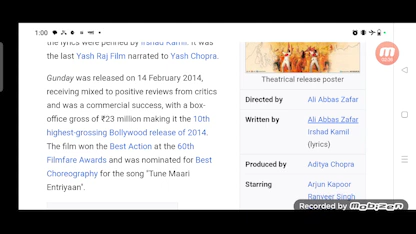 1:00
the lyrics were penned by Irshad Kamil. It was
the last Yash Raj Film narrated to Yash Chopra.
Gunday was released on 14 February 2014,
receiving mixed to positive reviews from critics
and was a commercial success, with a box-
office gross of ₹23 million making it the 10th
highest-grossing Bollywood release of 2014.
The film won the Best Action at the 60th
Filmfare Awards and was nominated for Best
Choreography for the song "Tune Maari
Entriyaan".
Theatrical release poster
Directed by Ali Abbas Zafar
Written by Ali Abbas Zafar
Irshad Kamil
(lyrics)
Produced by Aditya Chopra
Starring Arjun Kapoor
Ranveer Singh
Recorded by Mobizen